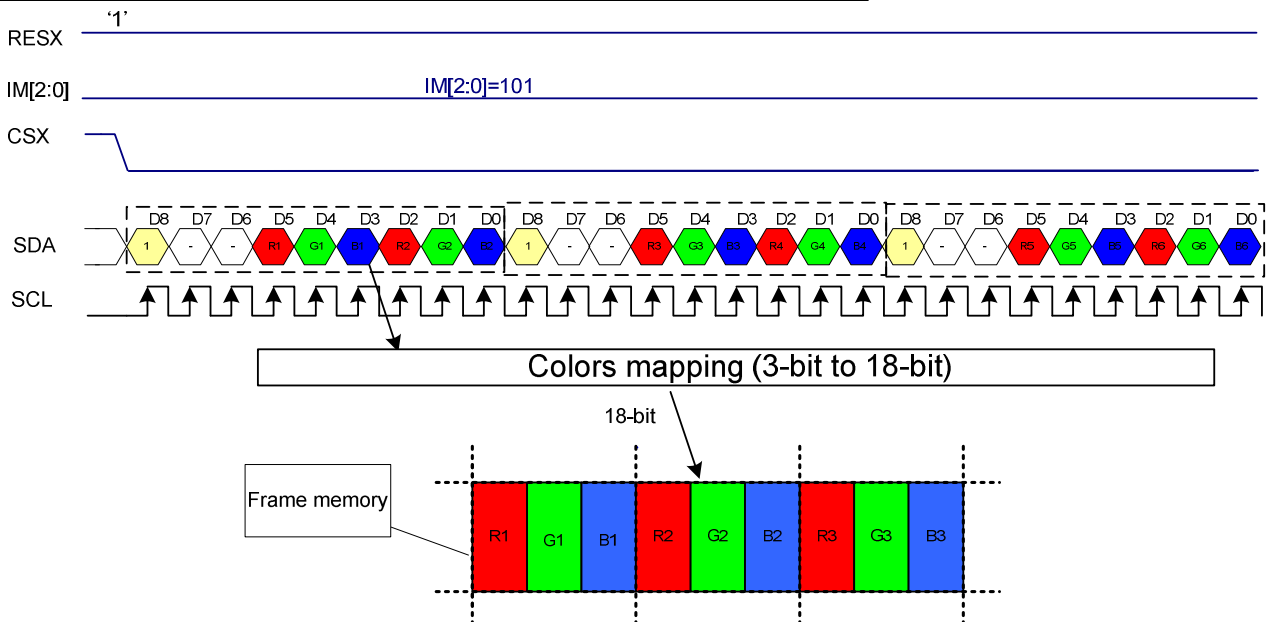 ‘1’
RESX
IM[2:0]
IM[2:0]=101
CSX
D8 D7 D6 D5 D4 D3 D2 D1 D0 D8 D7 D6 D5 D4 D3 D2 D1 D0 D8 D7 D6 D5 D4 D3 D2 D1 D0
SDA
1 - - R1 G1 B1 R2 G2 B2 1 - - R3 G3 B3 R4 G4 B4 1 - - R5 G5 B5 R6 G6 B6
SCL
Colors mapping (3-bit to 18-bit)
18-bit
Frame memory
R1 G1 B1 R2 G2 B2 R3 G3 B3